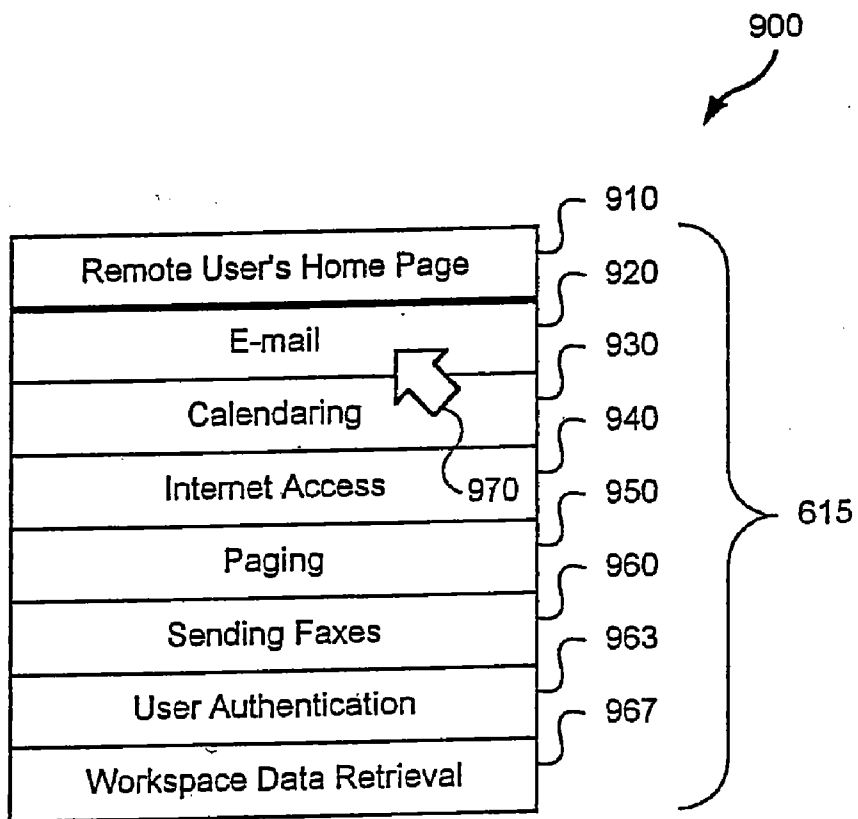 900
910
Remote User's Home Page
920
E-mail
930
Calendaring
940
Internet Access
970
950
615
Paging
960
Sending Faxes
963
User Authentication
967
Workspace Data Retrieval